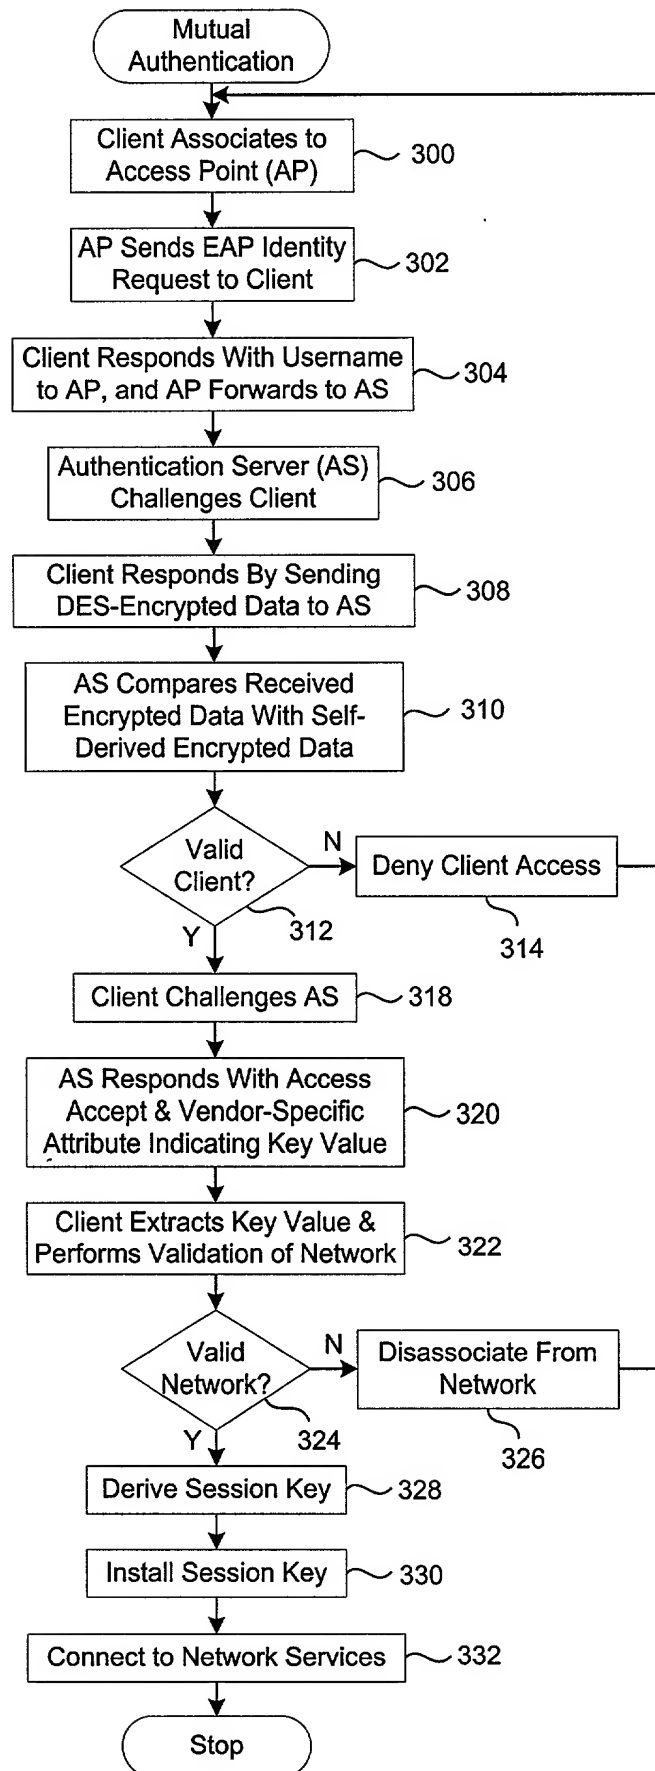 Mutual
Authentication
Client Associates to
Access Point (AP)
300
AP Sends EAP Identity
Request to Client
302
Client Responds With Username
to AP, and AP Forwards to AS
304
Authentication Server (AS)
Challenges Client
306
Client Responds By Sending
DES-Encrypted Data to AS
308
AS Compares Received
Encrypted Data With Self-
Derived Encrypted Data
310
Valid
Client?
312
N
Deny Client Access
314
Y
Client Challenges AS
318
AS Responds With Access
Accept & Vendor-Specific
Attribute Indicating Key Value
320
Client Extracts Key Value &
Performs Validation of Network
322
Valid
Network?
324
N
Disassociate From
Network
326
Y
Derive Session Key
328
Install Session Key
330
Connect to Network Services
332
Stop